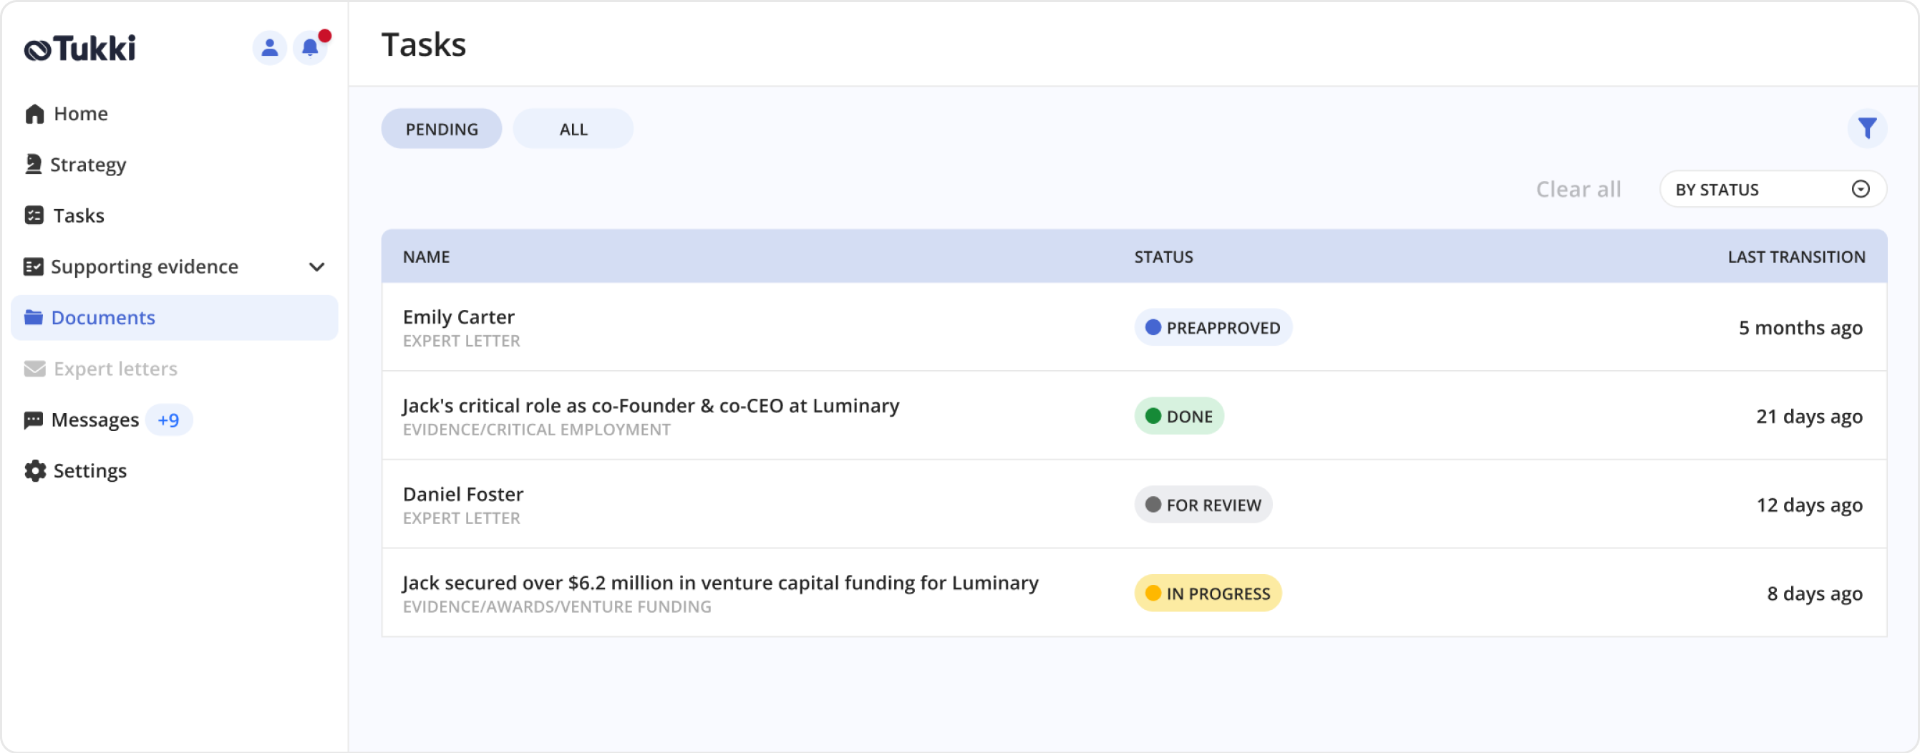 Tukki
Home
Strategy
Tasks
Supporting evidence
Documents
Expert letters
Messages +9
Settings
Tasks
PENDING ALL
Clear all BY STATUS
NAME STATUS LAST TRANSITION
Emily Carter
EXPERT LETTER
PREAPPROVED
5 months ago
Jack's critical role as co-Founder & co-CEO at Luminary
EVIDENCE/CRITICAL EMPLOYMENT
DONE
21 days ago
Daniel Foster
EXPERT LETTER
FOR REVIEW
12 days ago
Jack secured over $6.2 million in venture capital funding for Luminary
EVIDENCE/AWARDS/VENTURE FUNDING
IN PROGRESS
8 days ago